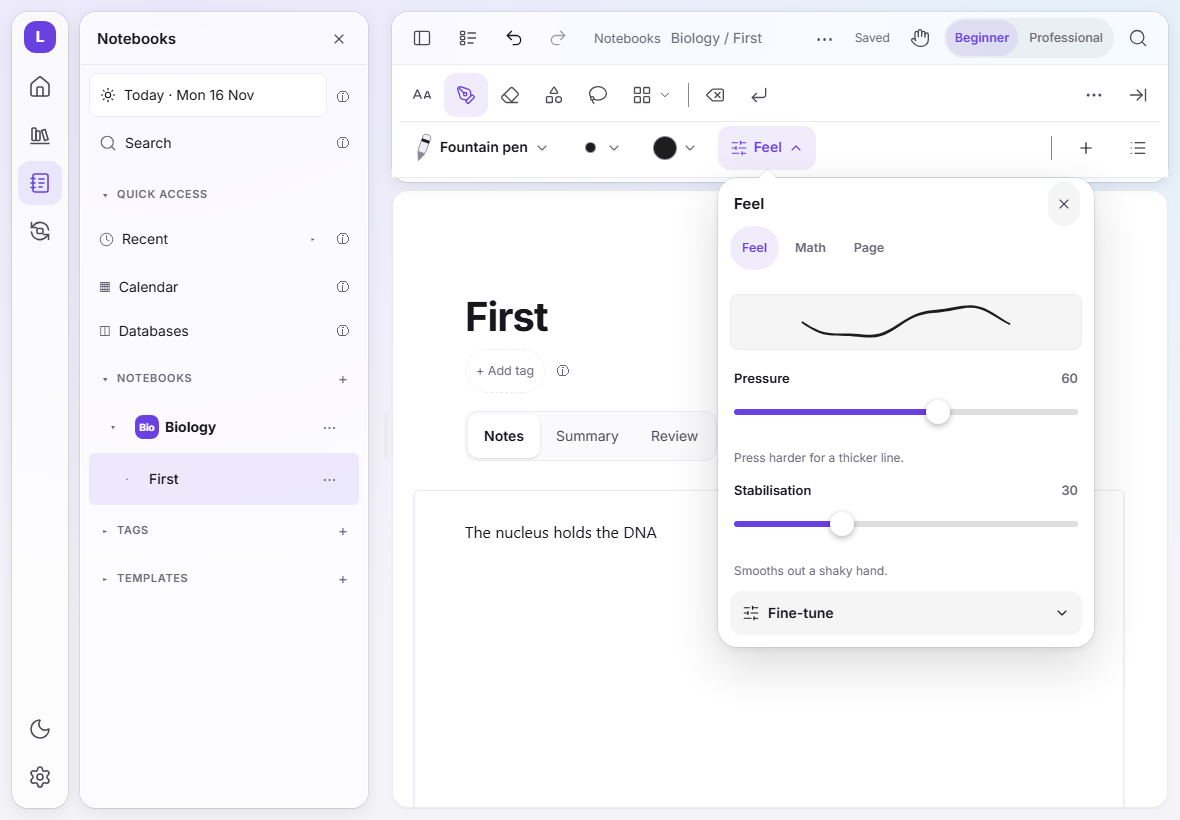 L
Notebooks
Today · Mon 16 Nov
Search
QUICK ACCESS
Recent
Calendar
Databases
NOTEBOOKS
Bio Biology
First
TAGS
TEMPLATES
Notebooks Biology / First
Saved
Beginner Professional
AA
Fountain pen
Feel
First
+ Add tag
Notes Summary Review
The nucleus holds the DNA
Feel
Feel Math Page
Pressure 60
Press harder for a thicker line.
Stabilisation 30
Smooths out a shaky hand.
Fine-tune